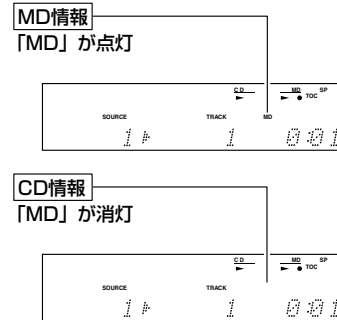 MD情報
「MD」が点灯
CD MD SP
TOC
SOURCE TRACK MD
1 1 0:01
CD情報
「MD」が消灯
CD MD SP
TOC
SOURCE TRACK
1 1 0:01